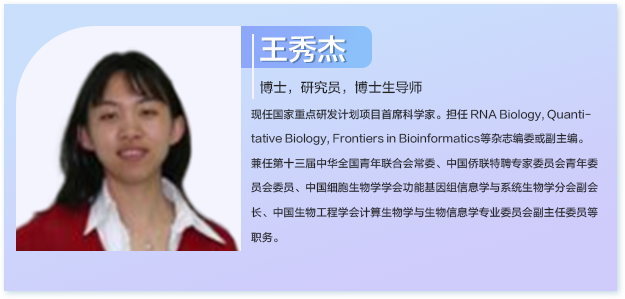 王秀杰
博士，研究员，博士生导师
现任国家重点研发计划项目首席科学家。担任 RNA Biology, Quanti-
tative Biology, Frontiers in Bioinformatics等杂志编委或副主编。
兼任第十三届中华全国青年联合会常委、中国侨联特聘专家委员会青年委
员会委员、中国细胞生物学学会功能基因组信息学与系统生物学分会副会
长、中国生物工程学会计算生物学与生物信息学专业委员会副主任委员等
职务。